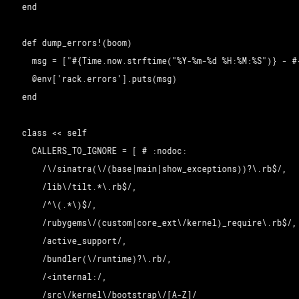 end
def dump_errors!(boom)
msg = ["#{Time.now.strftime("%Y-%m-%d %H:%M:%S")} - #
@env['rack.errors'].puts(msg)
end
class << self
CALLERS_TO_IGNORE = [ # :nodoc:
/\/sinatra(\/(base|main|show_exceptions))?\.rb$/,
/lib\/tilt.*\.rb$/,
/^\(.*\)$/,
/rubygems\/(custom|core_ext\/kernel)_require\.rb$/,
/active_support/,
/bundler(\/runtime)?\.rb/,
/<internal:/,
/src\/kernel\/bootstrap\/[A-Z]/